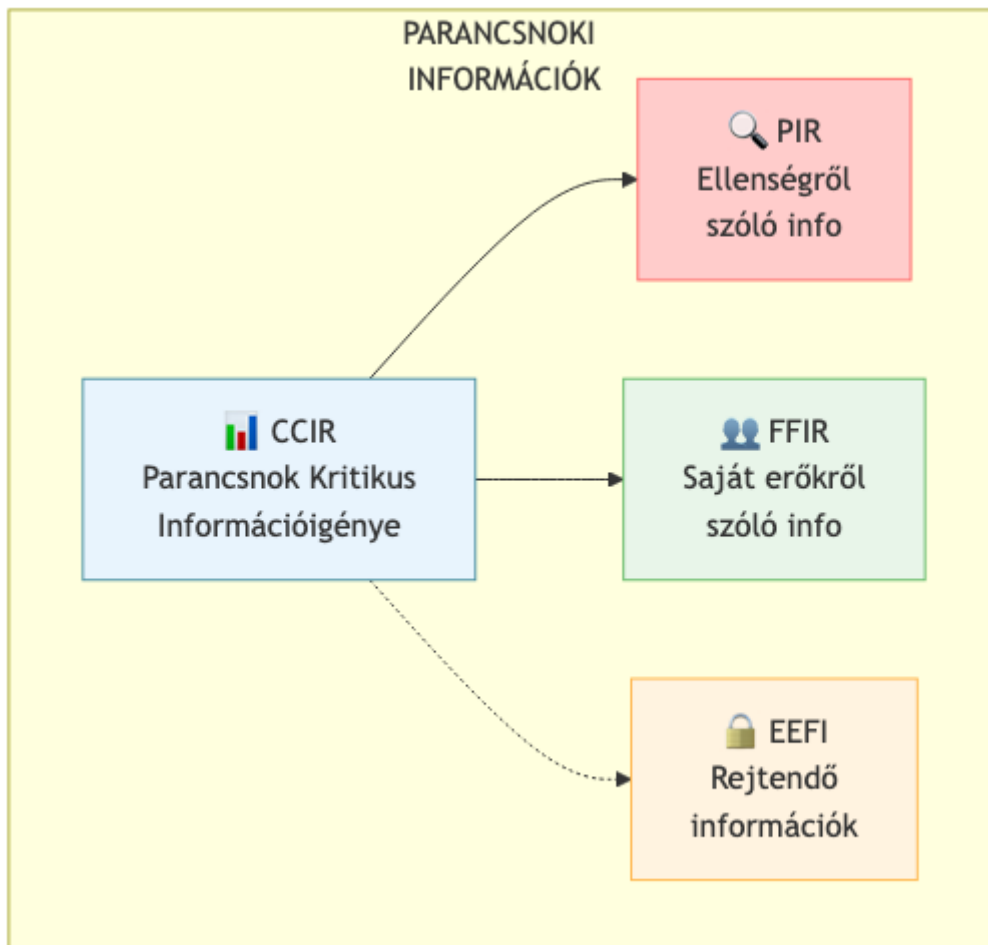 PARANCSNOKI
INFORMÁCIÓK
🔍 PIR
Ellenségről
szóló info
📊 CCIR
Parancsnok Kritikus
Információigénye
👥 FFIR
Saját erőkről
szóló info
🔒 EEFI
Rejtendő
információk